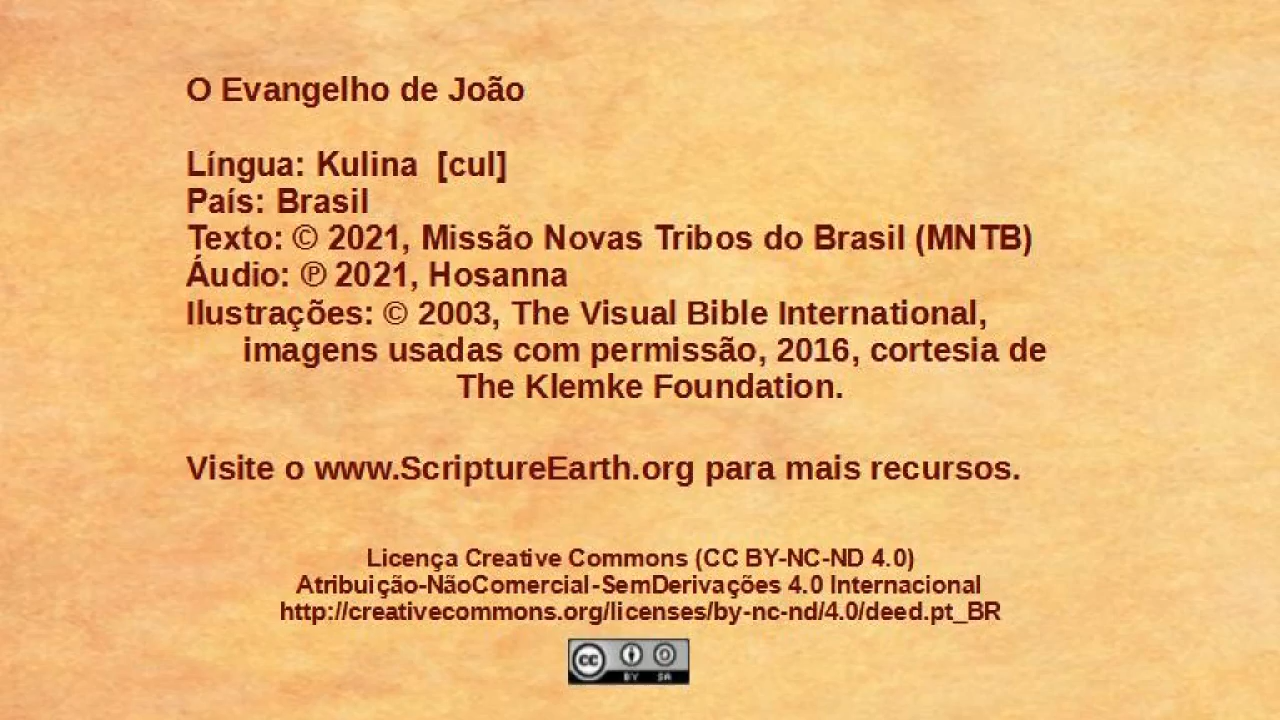 O Evangelho de João
Língua: Kulina [cul]
País: Brasil
Texto: © 2021, Missão Novas Tribos do Brasil (MNTB)
Áudio: ℗ 2021, Hosanna
Ilustrações: © 2003, The Visual Bible International,
imagens usadas com permissão, 2016, cortesia de
The Klemke Foundation.
Visite o www.ScriptureEarth.org para mais recursos.
Licença Creative Commons (CC BY-NC-ND 4.0)
Atribuição-NãoComercial-SemDerivações 4.0 Internacional
http://creativecommons.org/licenses/by-nc-nd/4.0/deed.pt_BR
cc BY SA